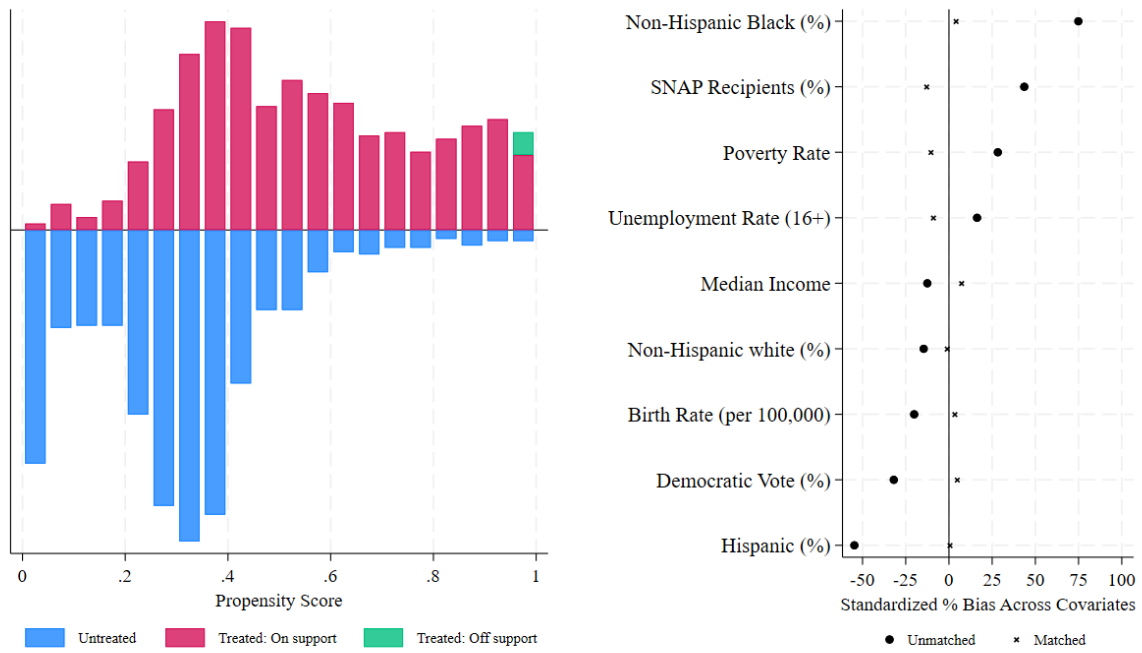 0 .2 .4 .6 .8 1
Propensity Score
Untreated Treated: On support Treated: Off support
Non-Hispanic Black (%)
SNAP Recipients (%)
Poverty Rate
Unemployment Rate (16+)
Median Income
Non-Hispanic white (%)
Birth Rate (per 100,000)
Democratic Vote (%)
Hispanic (%)
-50 -25 0 25 50 75 100
Standardized % Bias Across Covariates
Unmatched Matched